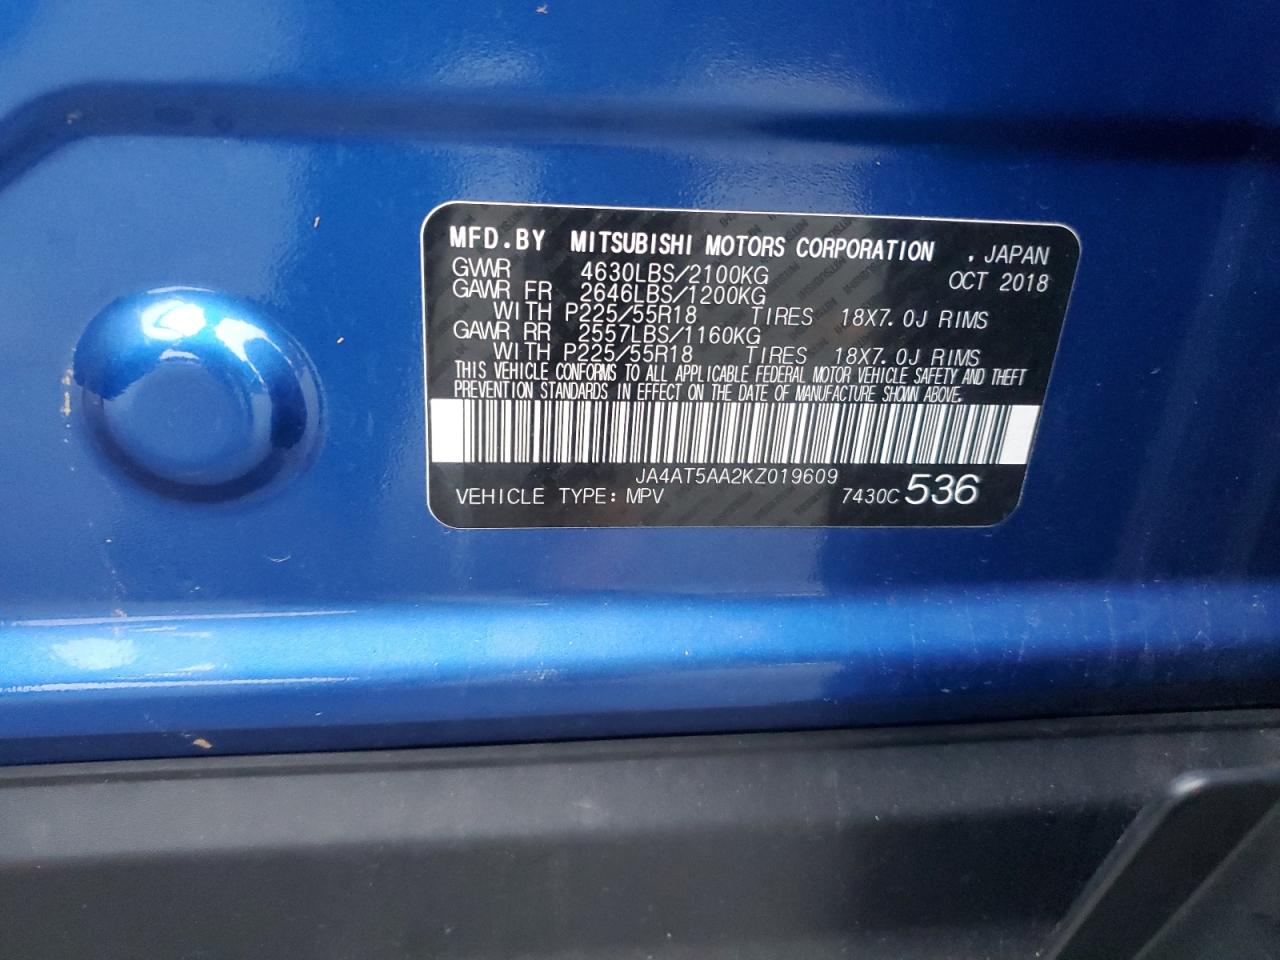 MFD.BY MITSUBISHI MOTORS CORPORATION , JAPAN
GVWR 4630LBS/2100KG OCT 2018
GAWR FR 2646LBS/1200KG
WITH P225/55R18 TIRES 18X7.0J RIMS
GAWR RR 2557LBS/1160KG
WITH P225/55R18 TIRES 18X7.0J RIMS
THIS VEHICLE CONFORMS TO ALL APPLICABLE FEDERAL MOTOR VEHICLE SAFETY AND THEFT
PREVENTION STANDARDS IN EFFECT ON THE DATE OF MANUFACTURE SHOWN ABOVE.
JA4AT5AA2KZ019609
VEHICLE TYPE: MPV 7430C 536